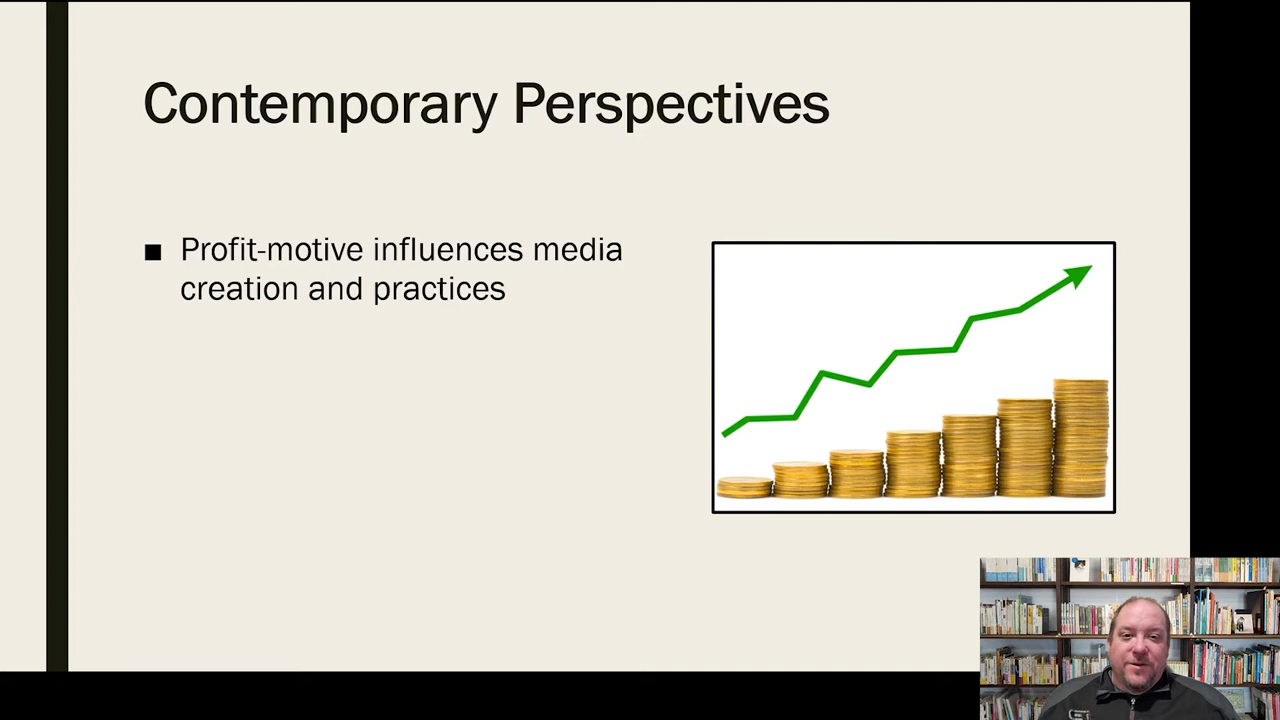 Contemporary Perspectives
■ Profit-motive influences media
creation and practices